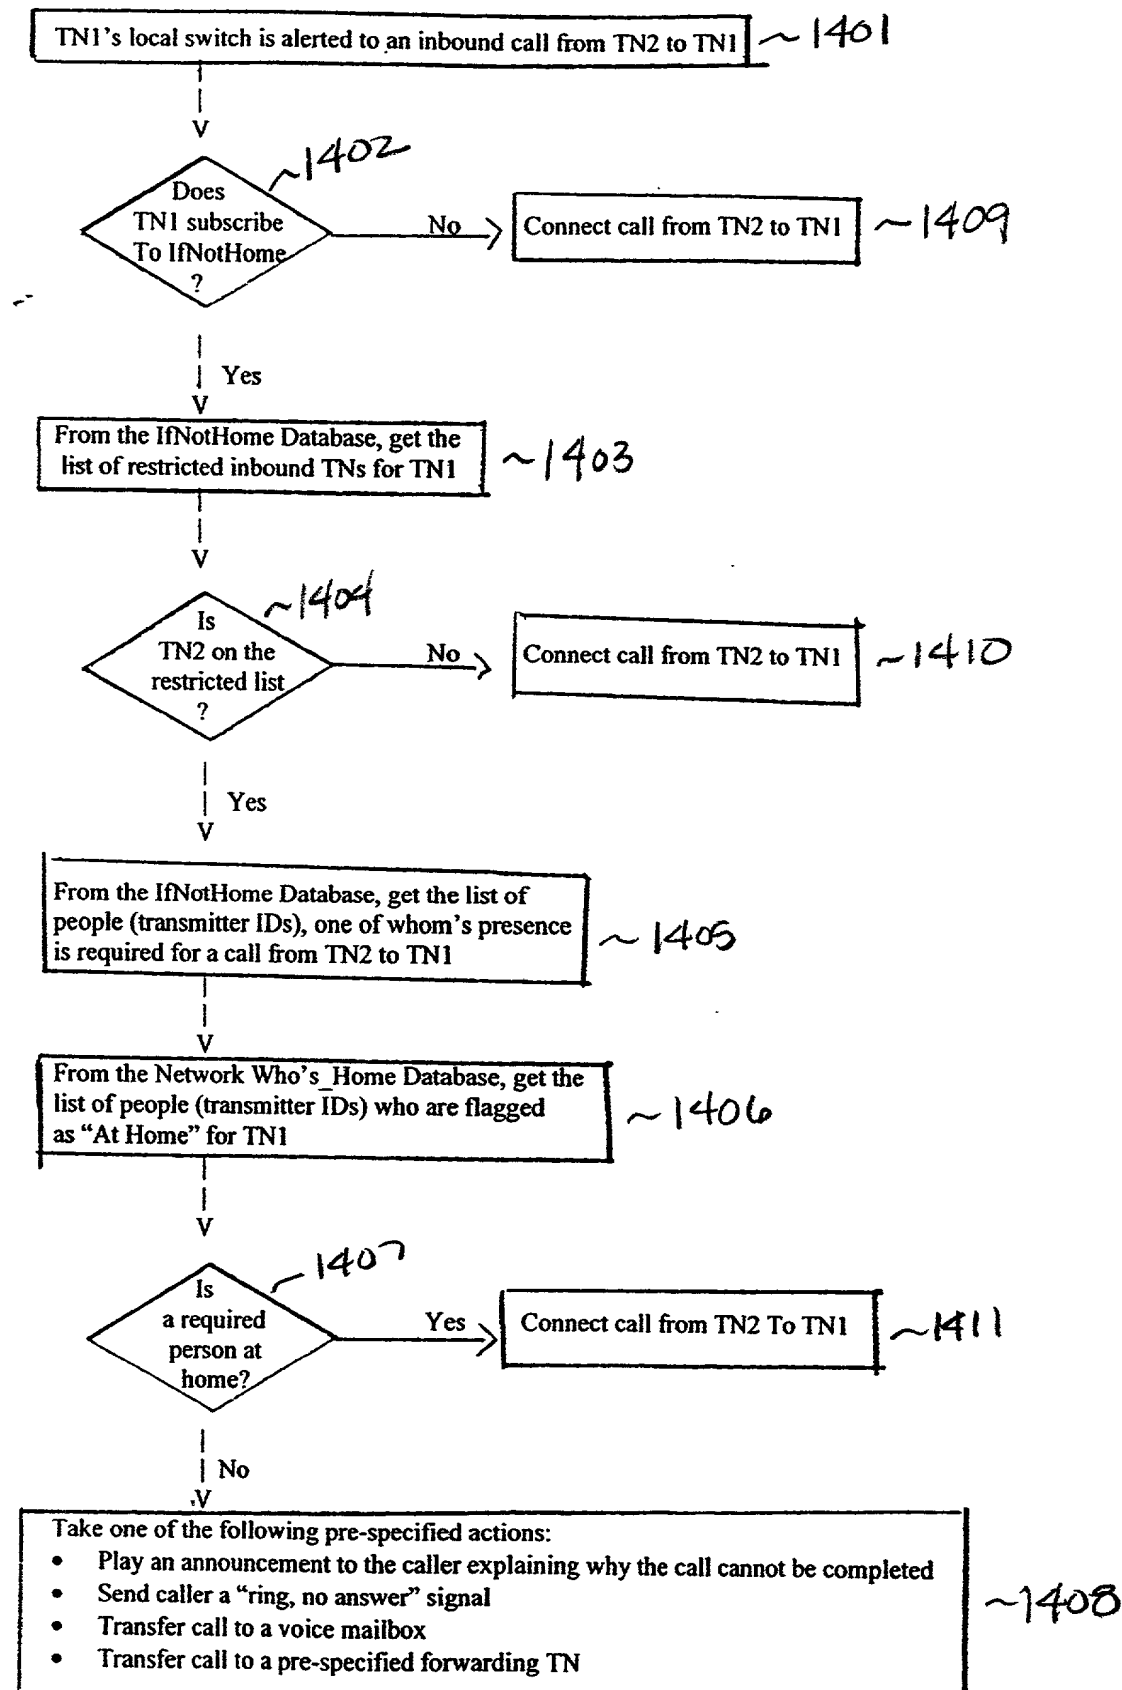 TN1's local switch is alerted to an inbound call from TN2 to TN1 ~1401
V
~1402
Does
TN1 subscribe
To IfNotHome
?
No
Connect call from TN2 to TN1 ~1409
Yes
V
From the IfNotHome Database, get the
list of restricted inbound TNs for TN1
~1403
V
~1404
Is
TN2 on the
restricted list
?
No
Connect call from TN2 to TN1 ~1410
Yes
V
From the IfNotHome Database, get the list of
people (transmitter IDs), one of whom's presence
is required for a call from TN2 to TN1
~1405
V
From the Network Who's_Home Database, get the
list of people (transmitter IDs) who are flagged
as "At Home" for TN1
~1406
V
1407
Is
a required
person at
home?
Yes
Connect call from TN2 To TN1 ~1411
No
V
Take one of the following pre-specified actions:
• Play an announcement to the caller explaining why the call cannot be completed
• Send caller a "ring, no answer" signal
• Transfer call to a voice mailbox
• Transfer call to a pre-specified forwarding TN
~1408